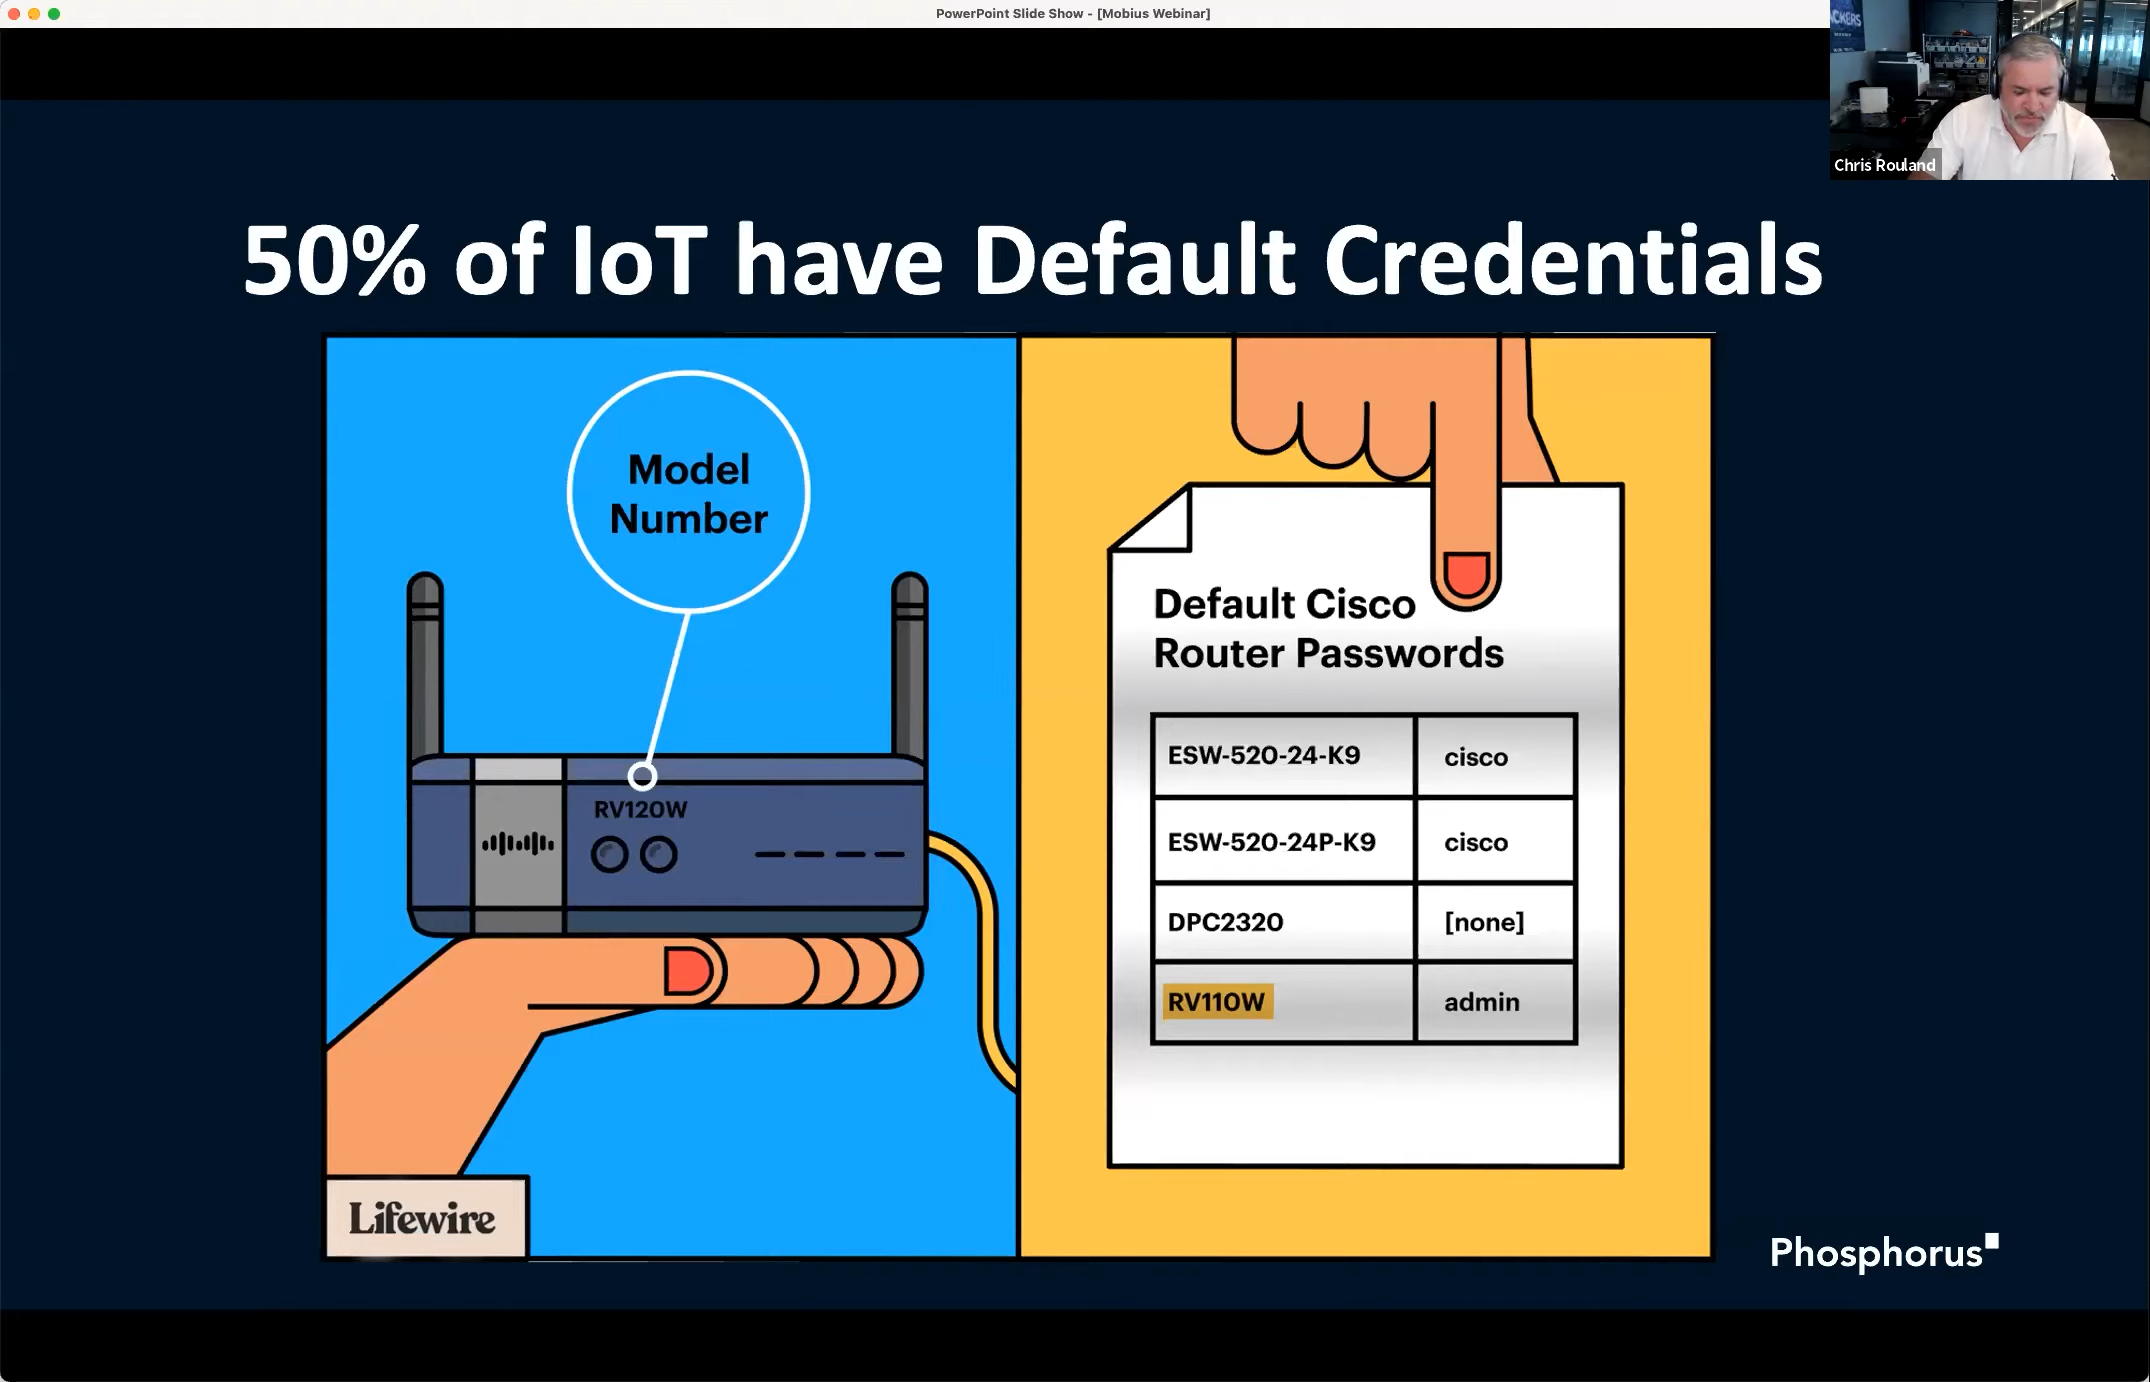 PowerPoint Slide Show - [Mobius Webinar]
Chris Rouland
50% of IoT have Default Credentials
Model
Number
RV120W
Default Cisco
Router Passwords
ESW-520-24-K9 cisco
ESW-520-24P-K9 cisco
DPC2320 [none]
RV110W admin
Lifewire
Phosphorus